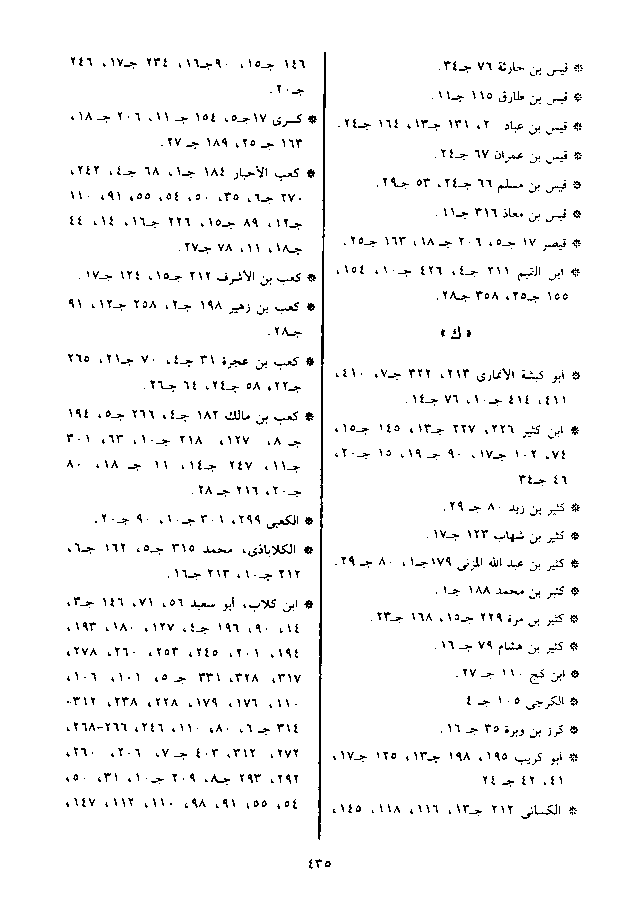 * قيس بن حارثة ٧٦ جـ٣٤.
* قيس بن طارق ١١٥ جـ١١.
* قيس بن عباد ٢، ١٣١ جـ١٣، ١٦٤ جـ٢٤.
* قيس بن عمران ٦٧ جـ٢٤.
* قيس بن مسلم ٦٦ جـ٢٤، ٥٣ جـ٢٩.
* قيس بن معاذ ٣١٦ جـ١١.
* قيصر ١٧ جـ٥، ٢٠٦ جـ١٨، ١٦٣ جـ٢٥.
* ابن القيم ٢١١ جـ٤، ٤٢٦ جـ١٠، ١٥٤،
١٥٥ جـ٢٥، ٣٥٨ جـ٢٨.
«ك»
* أبو كبشة الأنمارى ٢١٣، ٣٢٢ جـ٧، ٤١٠،
٤١١، ٤١٤ جـ١٠، ٧٦ جـ١٤.
* ابن كثير ٢٢٦، ٢٢٧ جـ١٣، ١٤٥ جـ١٥،
٧٤، ١٠٢ جـ١٧، ٩٠ جـ١٩، ١٥ جـ٢٠،
٤٦ جـ٣٤
* كثير بن زيد ٨٠ جـ٢٩.
* كثير بن شهاب ١٢٣ جـ١٧.
* كثير بن عبد الله المزنى ١٧٩ جـ١، ٨٠ جـ٢٩.
* كثير بن محمد ١٨٨ جـ١.
* كثير بن مرة ٢٢٩ جـ١٥، ١٦٨ جـ٢٣.
* كثير بن هشام ٧٩ جـ١٦.
* ابن كج ١١٠ جـ٢٧.
* الكرجى ١٠٥ جـ٤
* كرز بن وبرة ٣٥ جـ١٦.
* أبو كريب ١٩٥، ١٩٨ جـ١٣، ١٢٥ جـ١٧،
٤١، ٤٢ جـ٢٤
* الكسائى ٢١٢ جـ١٣، ١١٦، ١١٨، ١٤٥،
١٤٦ جـ١٥، ٩٠ جـ١٦، ٢٣٤ جـ١٧، ٢٤٦
جـ٢٠.
* كسرى ١٧ جـ٥، ١٥٤ جـ١١، ٢٠٦ جـ١٨،
١٦٣ جـ٢٥، ١٨٩ جـ٢٧.
* كعب الأحبار ١٨٤ جـ١، ٦٨ جـ٤، ٢٤٢،
٢٧٠ جـ٦، ٣٥، ٥٠، ٥٤، ٥٥، ٩١، ١١٠
جـ١٢، ٨٩ جـ١٥، ٢٢٦ جـ١٦، ١٤، ٤٤
جـ١٨، ١١، ٧٨ جـ٢٧.
* كعب بن الأشرف ٢١٢ جـ١٥، ١٢٤ جـ١٧.
* كعب بن زهير ١٩٨ جـ٢، ٢٥٨ جـ١٢، ٩١
جـ٢٨.
* كعب بن عجرة ٣١ جـ٤، ٧٠ جـ٢١، ٢٦٥
جـ٢٢، ٥٨ جـ٢٤، ٦٤ جـ٢٦.
* كعب بن مالك ١٨٢ جـ٤، ٢٦٦ جـ٥، ١٩٤
جـ٨، ١٢٧، ٢١٨ جـ١٠، ٦٣، ٣٠١
جـ١١، ٢٤٧ جـ١٤، ١١ جـ١٨، ٨٠
جـ٢٠، ٢١٦ جـ٢٨.
* الكعبى ٢٩٩، ٣٠١ جـ١٠، ٩٠ جـ٢٠.
* الكلاباذى، محمد ٣١٥ جـ٥، ١٦٢ جـ٦،
٢١٢ جـ١٠، ٢١٣ جـ١٦.
* ابن كلاب، أبو سعيد ٥٦، ٧١، ١٤٦ جـ٣،
١٤، ٩٠، ١٩٦ جـ٤، ١٢٧، ١٨٠، ١٩٣،
١٩٤، ٢٠١، ٢٤٥، ٢٥٣، ٢٦٠، ٢٧٨،
٣١٧، ٣٢٨، ٣٣١ جـ٥، ١٠١، ١٠٦،
١١٠، ١٧٦، ١٧٩، ٢٢٨، ٢٣٨، ٣١٢-
٣١٤ جـ٦، ٨٠، ١١٠، ٢٤٦، ٢٦٦-٢٦٨،
٢٧٢، ٣١٢، ٤٠٣ جـ٧، ٢٠٦، ٢٦٠،
٢٩٢، ٢٩٣ جـ٨، ٢٠٩ جـ١٠، ٣١، ٥٠،
٥٤، ٥٥، ٩١، ٩٨، ١١٠، ١١٢، ١٤٧،
٤٣٥